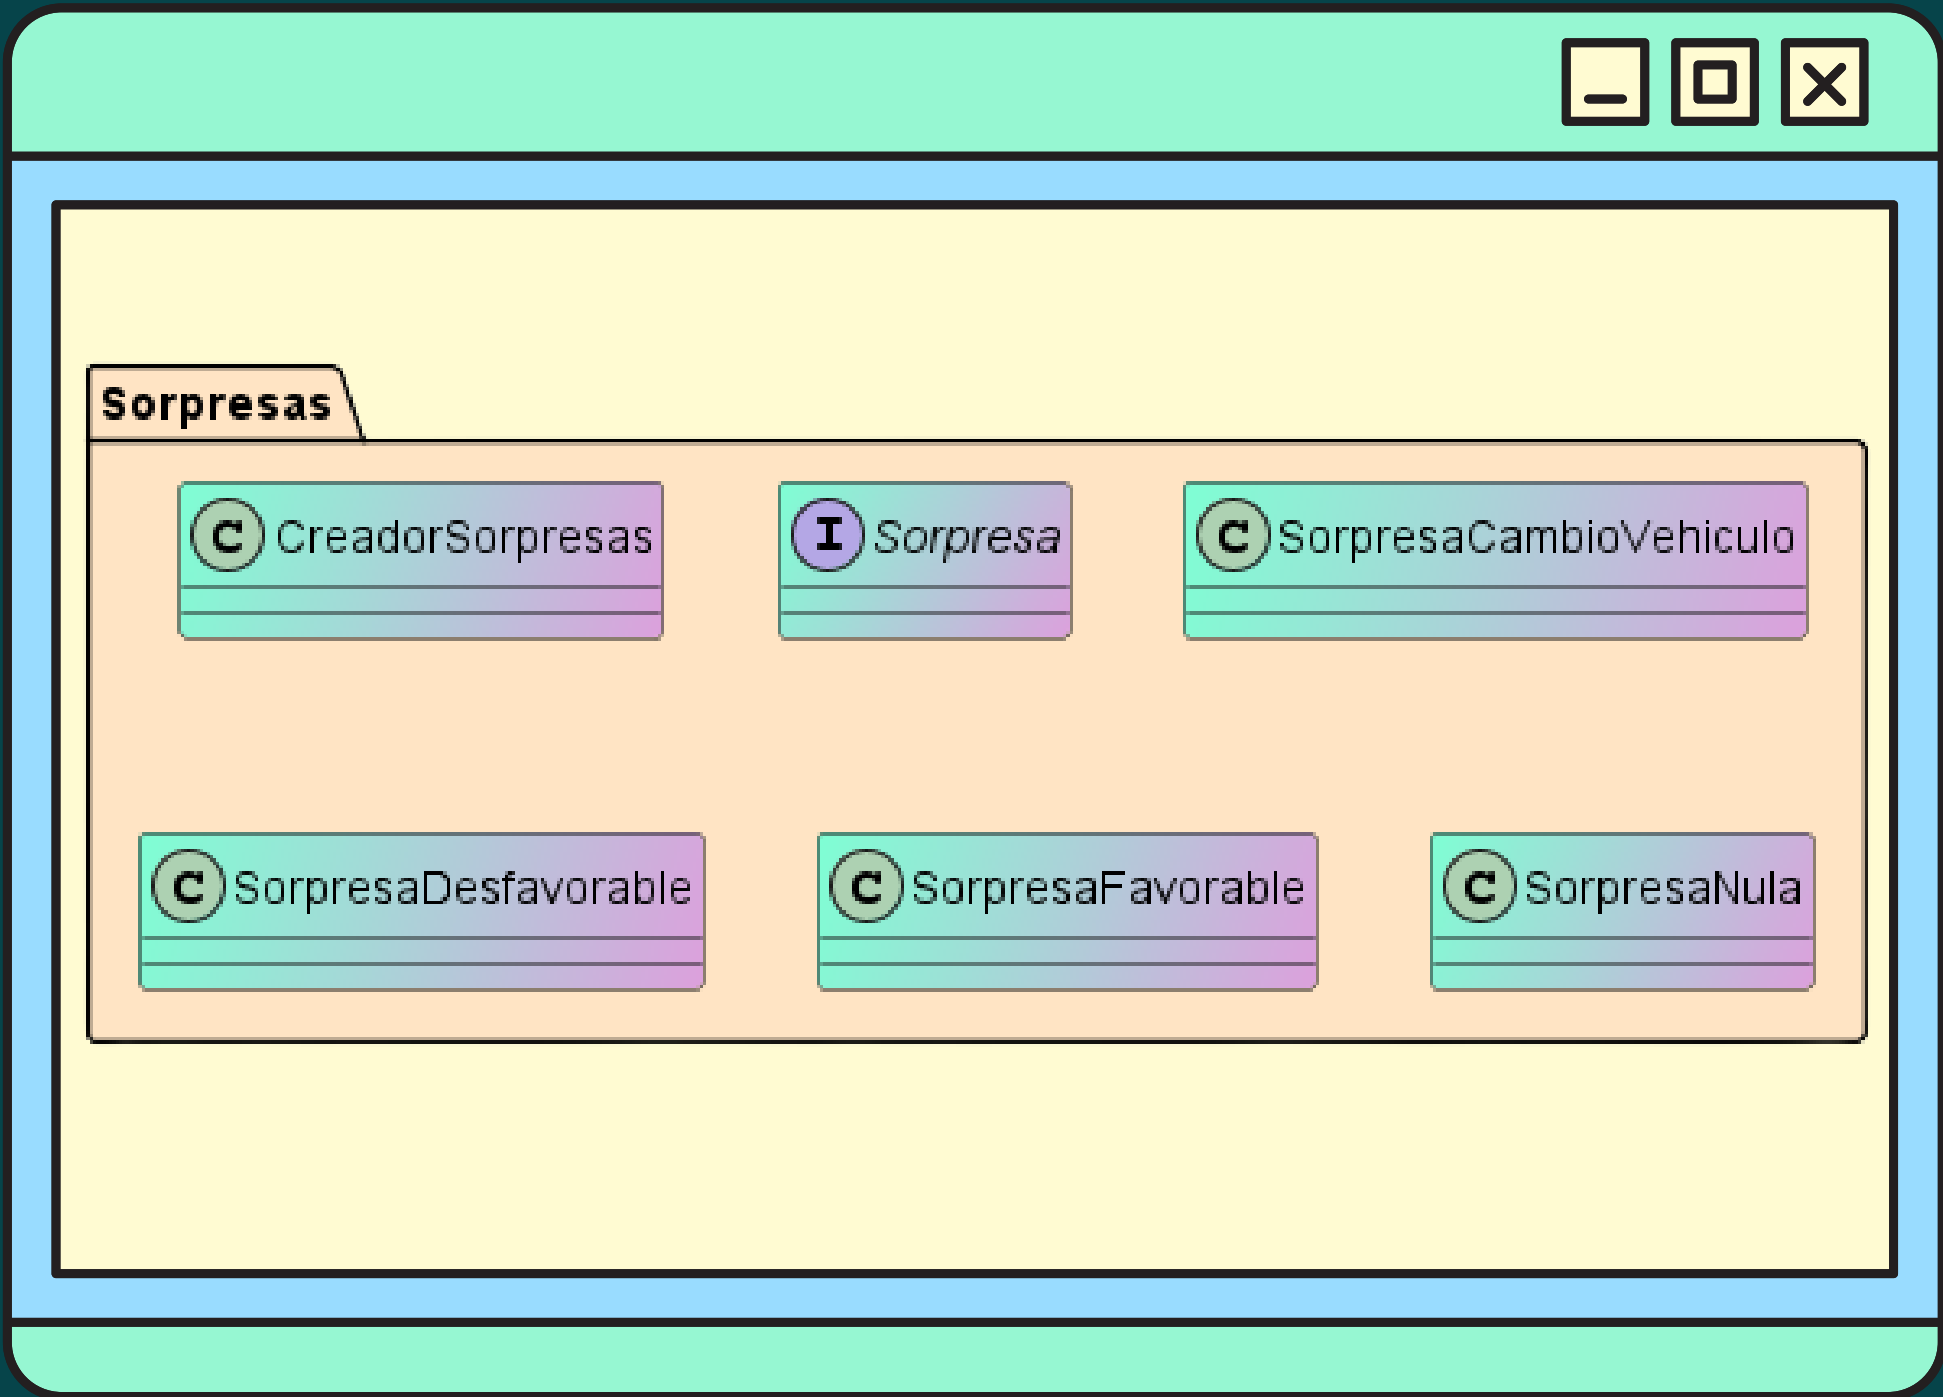 Sorpresas
C CreadorSorpresas
I Sorpresa
C SorpresaCambioVehiculo
C SorpresaDesfavorable
C SorpresaFavorable
C SorpresaNula